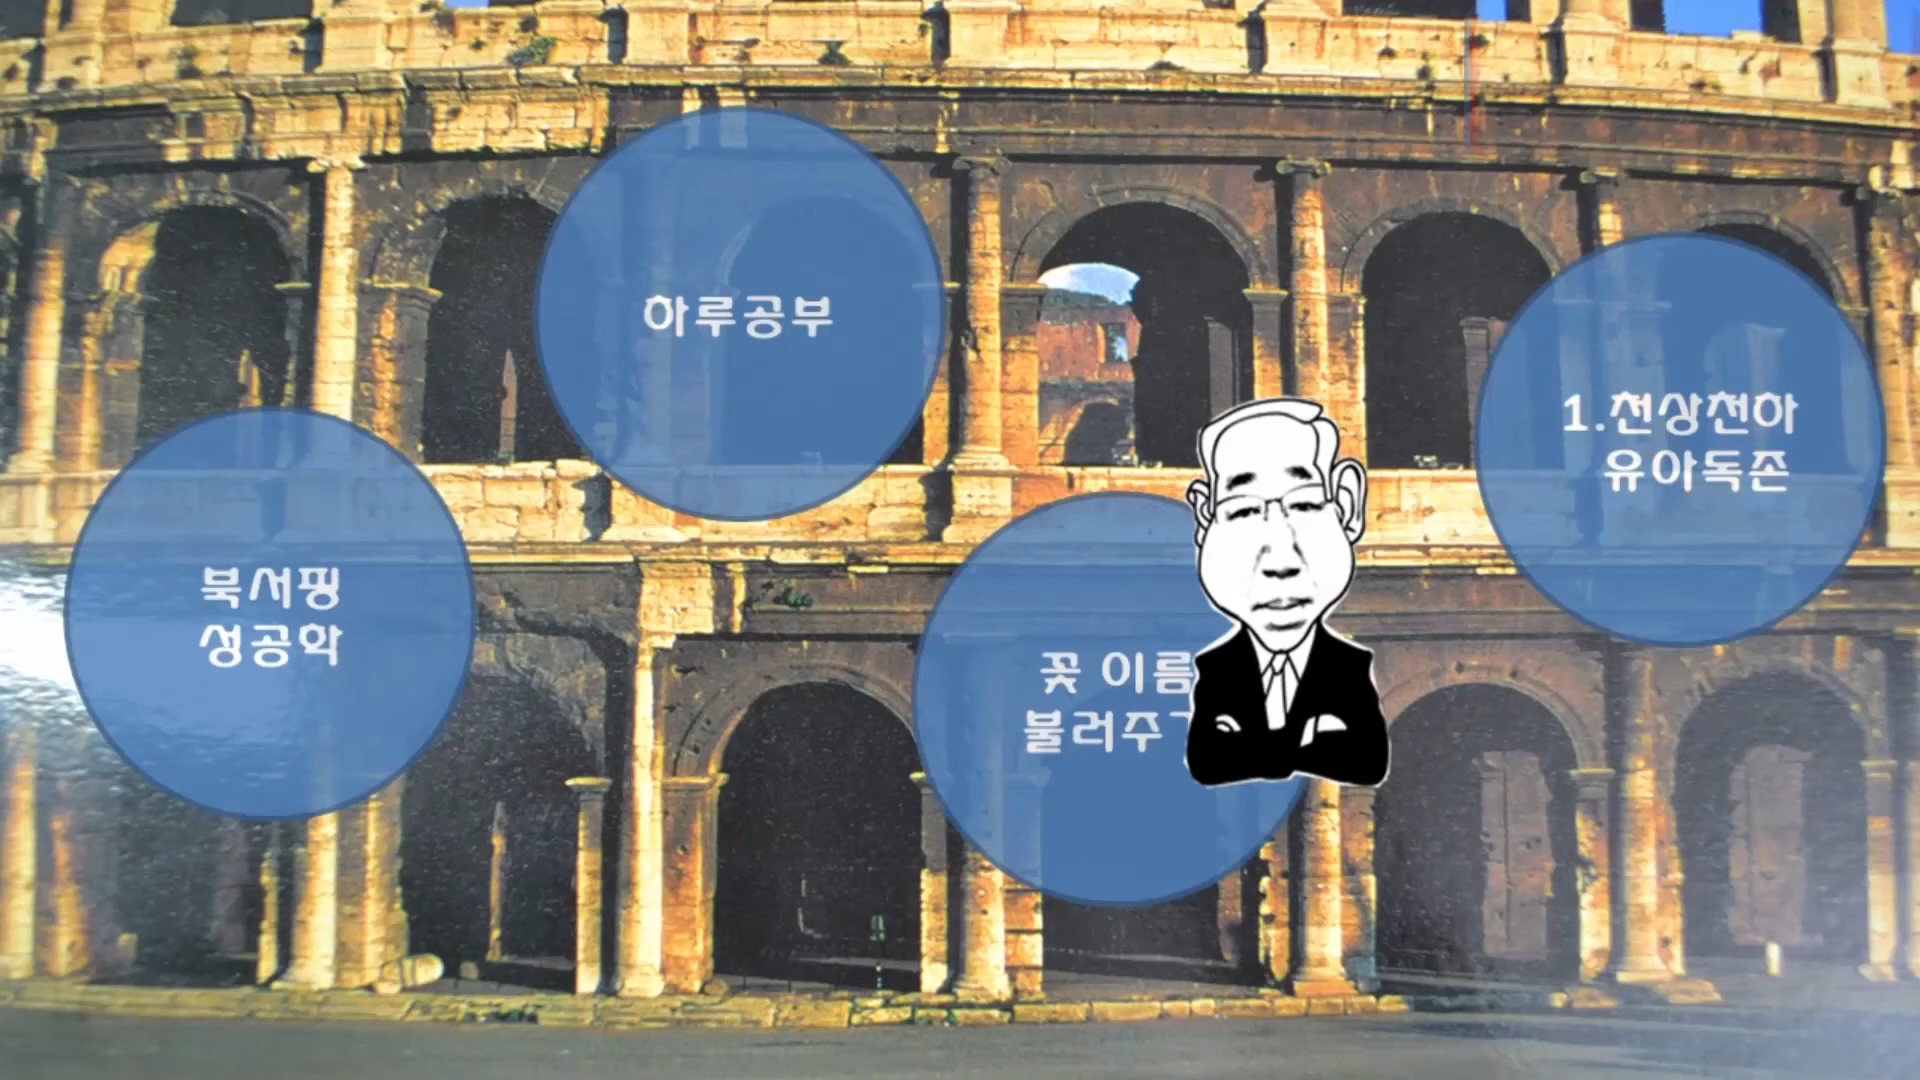 하루공부
1.천상천하
유아독존
북서핑
성공학
꽃 이름
불러주